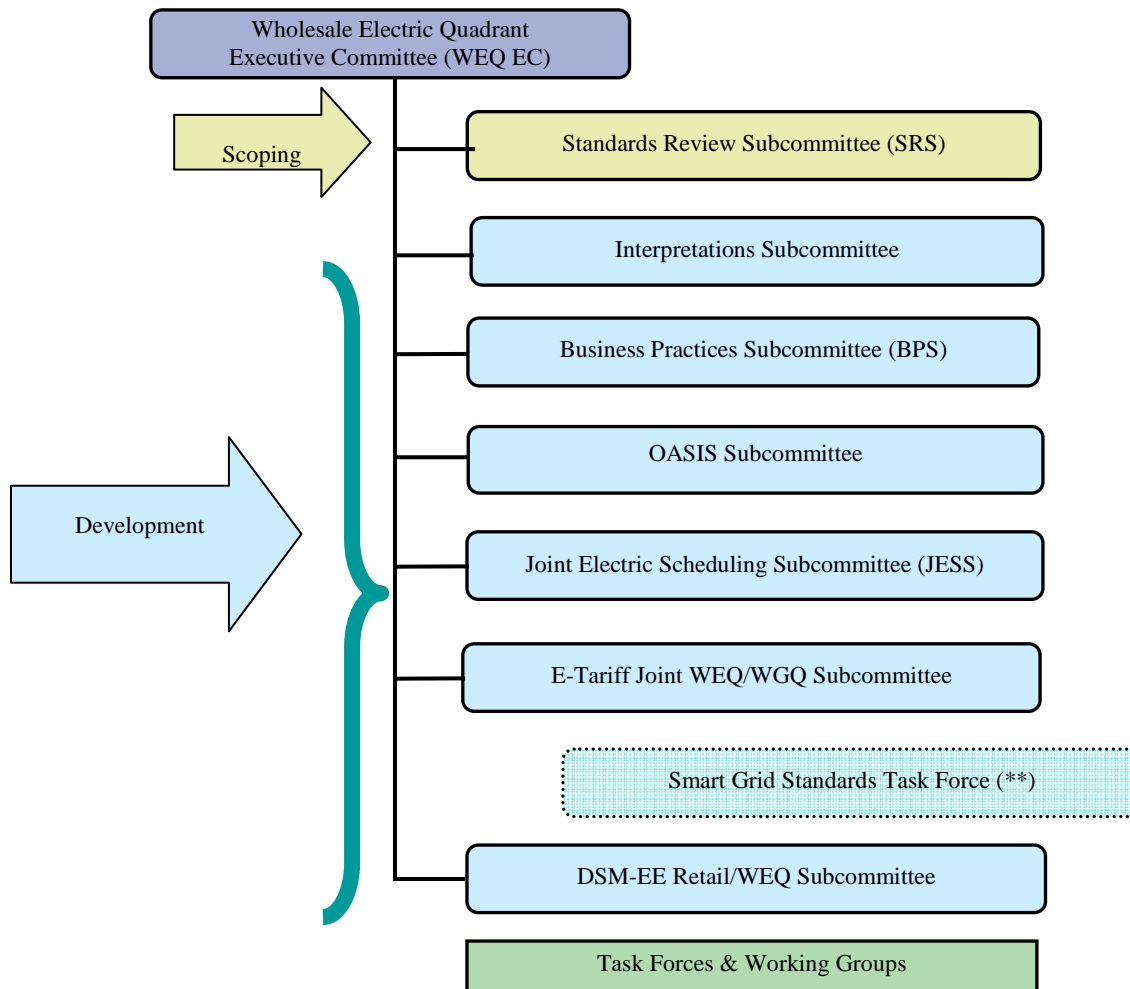 Wholesale Electric Quadrant
Executive Committee (WEQ EC)
Scoping
Standards Review Subcommittee (SRS)
Interpretations Subcommittee
Business Practices Subcommittee (BPS)
OASIS Subcommittee
Development
Joint Electric Scheduling Subcommittee (JESS)
E-Tariff Joint WEQ/WGQ Subcommittee
Smart Grid Standards Task Force (**)
DSM-EE Retail/WEQ Subcommittee
Task Forces & Working Groups